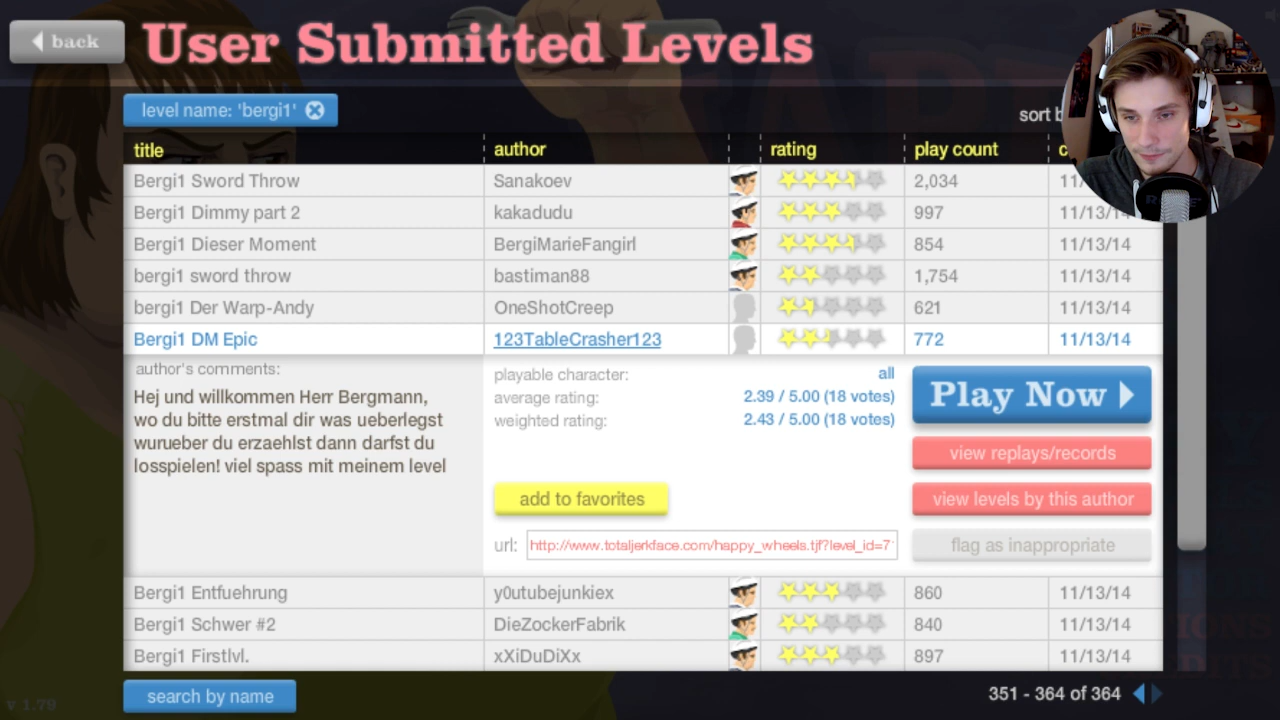 back
User Submitted Levels
level name: 'bergi1'
sort
title author rating play count
Bergi1 Sword Throw Sanakoev 2,034 11/
Bergi1 Dimmy part 2 kakadudu 997 11/13/14
Bergi1 Dieser Moment BergiMarieFangirl 854 11/13/14
bergi1 sword throw bastiman88 1,754 11/13/14
bergi1 Der Warp-Andy OneShotCreep 621 11/13/14
Bergi1 DM Epic 123TableCrasher123 772 11/13/14
author's comments:
Hej und willkommen Herr Bergmann,
wo du bitte erstmal dir was ueberlegst
wurueber du erzaehlst dann darfst du
losspielen! viel spass mit meinem level
playable character: all
average rating: 2.39 / 5.00 (18 votes)
weighted rating: 2.43 / 5.00 (18 votes)
add to favorites
url: http://www.totaljerkface.com/happy_wheels.tjf?level_id=7
Play Now
view replays/records
view levels by this author
flag as inappropriate
Bergi1 Entfuehrung y0utubejunkiex 860 11/13/14
Bergi1 Schwer #2 DieZockerFabrik 840 11/13/14
Bergi1 Firstlvl. xXiDuDiXx 897 11/13/14
search by name
351 - 364 of 364
v 1.79